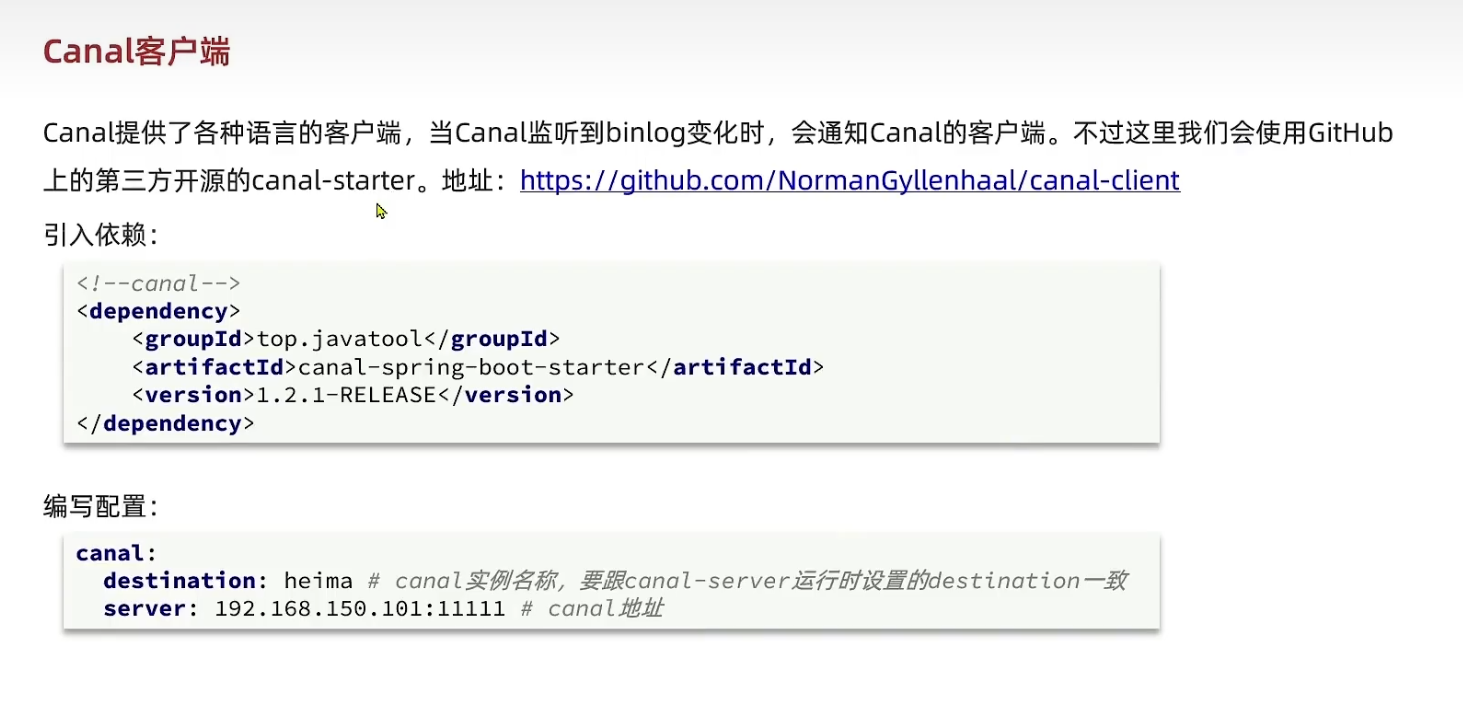 Canal客户端
Canal提供了各种语言的客户端，当Canal监听到binlog变化时，会通知Canal的客户端。不过这里我们会使用GitHub
上的第三方开源的canal-starter。地址：https://github.com/NormanGyllenhaal/canal-client
引入依赖：
<!--canal-->
<dependency>
    <groupId>top.javatool</groupId>
    <artifactId>canal-spring-boot-starter</artifactId>
    <version>1.2.1-RELEASE</version>
</dependency>
编写配置：
canal:
  destination: heima # canal实例名称，要跟canal-server运行时设置的destination一致
  server: 192.168.150.101:11111 # canal地址